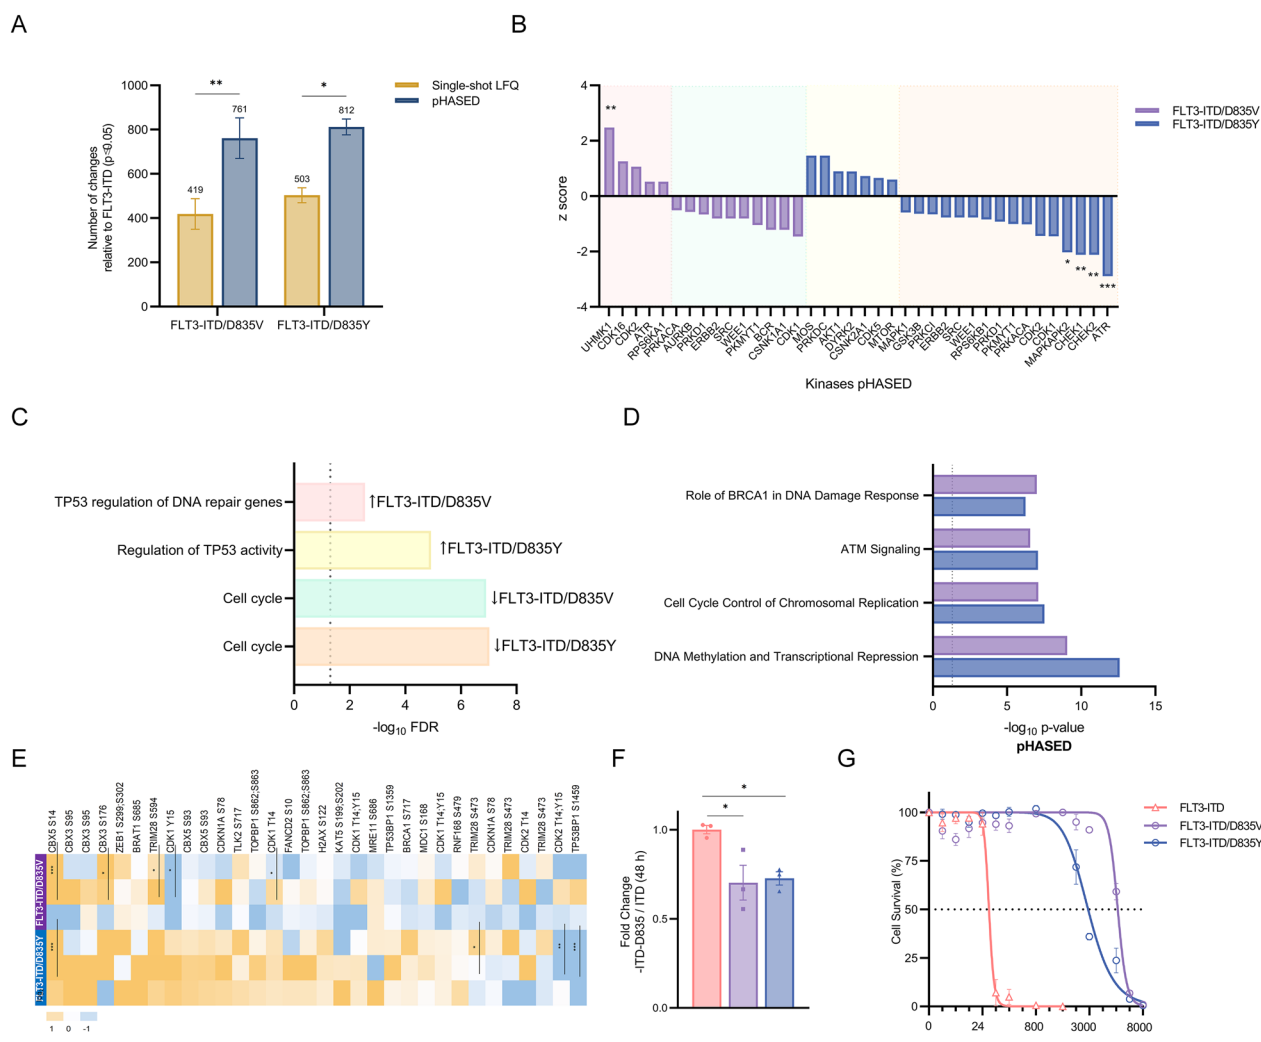 A
Number of changes
relative to FLT3-ITD (p≤0.05)
1000
800
600
400
200
0
**
*
419
761
503
812
FLT3-ITD/D835V
FLT3-ITD/D835Y
Single-shot LFQ
pHASED
B
z score
4
2
0
-2
-4
**
*
**
**
***
UHMK1
CDK16
CDK2
ATR
RPS6KA1
PRKACA
AURKB
PRKD1
ERBB2
SRC
WEE1
PKMYT1
BCR
CSNK1A1
CDK1
MOS
PRKDC
AKT1
DYRK2
CSNK2A1
CDK5
MTOR
MAPK1
GSK3B
PRKCI
ERBB2
SRC
WEE1
RPS6KB1
PRKD1
PKMYT1
PRKACA
CDK2
CDK1
MAPKAPK2
CHEK1
CHEK2
ATR
Kinases pHASED
FLT3-ITD/D835V
FLT3-ITD/D835Y
C
TP53 regulation of DNA repair genes
↑FLT3-ITD/D835V
Regulation of TP53 activity
↑FLT3-ITD/D835Y
Cell cycle
↓FLT3-ITD/D835V
Cell cycle
↓FLT3-ITD/D835Y
0 2 4 6 8
-log10 FDR
D
Role of BRCA1 in DNA Damage Response
ATM Signaling
Cell Cycle Control of Chromosomal Replication
DNA Methylation and Transcriptional Repression
0 5 10 15
-log10 p-value
pHASED
E
CBX5 S14
CBX3 S95
CBX3 S95
CBX3 S176
ZEB1 S299;S302
BRAT1 S685
TRIM28 S594
CDK1 Y15
CBX5 S93
CBX5 S93
CDKN1A S78
TLK2 S717
TOPBP1 S862;S863
CDK1 T14
FANCD2 S10
TOPBP1 S862;S863
H2AX S122
KAT5 S199;S202
CDK1 T14;Y15
MRE11 S686
TP53BP1 S1359
BRCA1 S717
MDC1 S168
CDK1 T14;Y15
RNF168 S479
TRIM28 S473
CDKN1A S78
TRIM28 S473
CDK2 T14
TRIM28 S473
CDK2 T14;Y15
TP53BP1 S1459
FLT3-ITD/D835V
FLT3-ITD/D835Y
***
*
*
*
*
***
*
**
***
1 0 -1
F
Fold Change
-ITD-D835 / ITD (48 h)
1.0
0.5
0.0
*
*
G
Cell Survival (%)
100
75
50
25
0
0 24 800 3000 8000
FLT3-ITD
FLT3-ITD/D835V
FLT3-ITD/D835Y